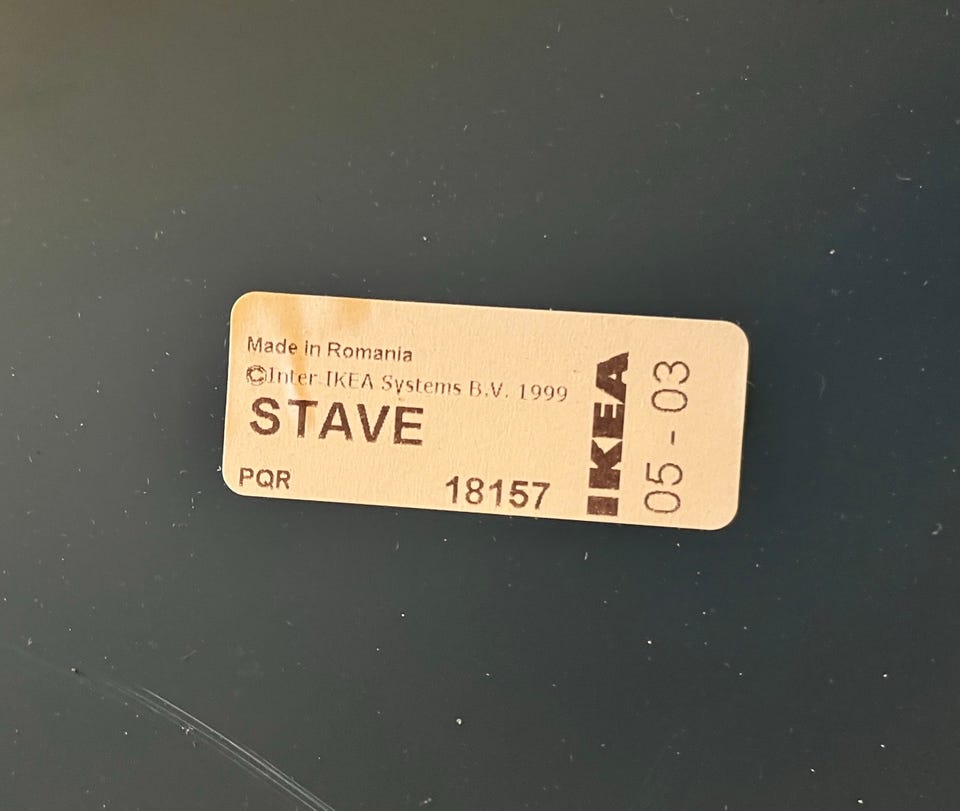 Made in Romania
©Inter IKEA Systems B.V. 1999
STAVE
PQR
18157
IKEA
05 - 03